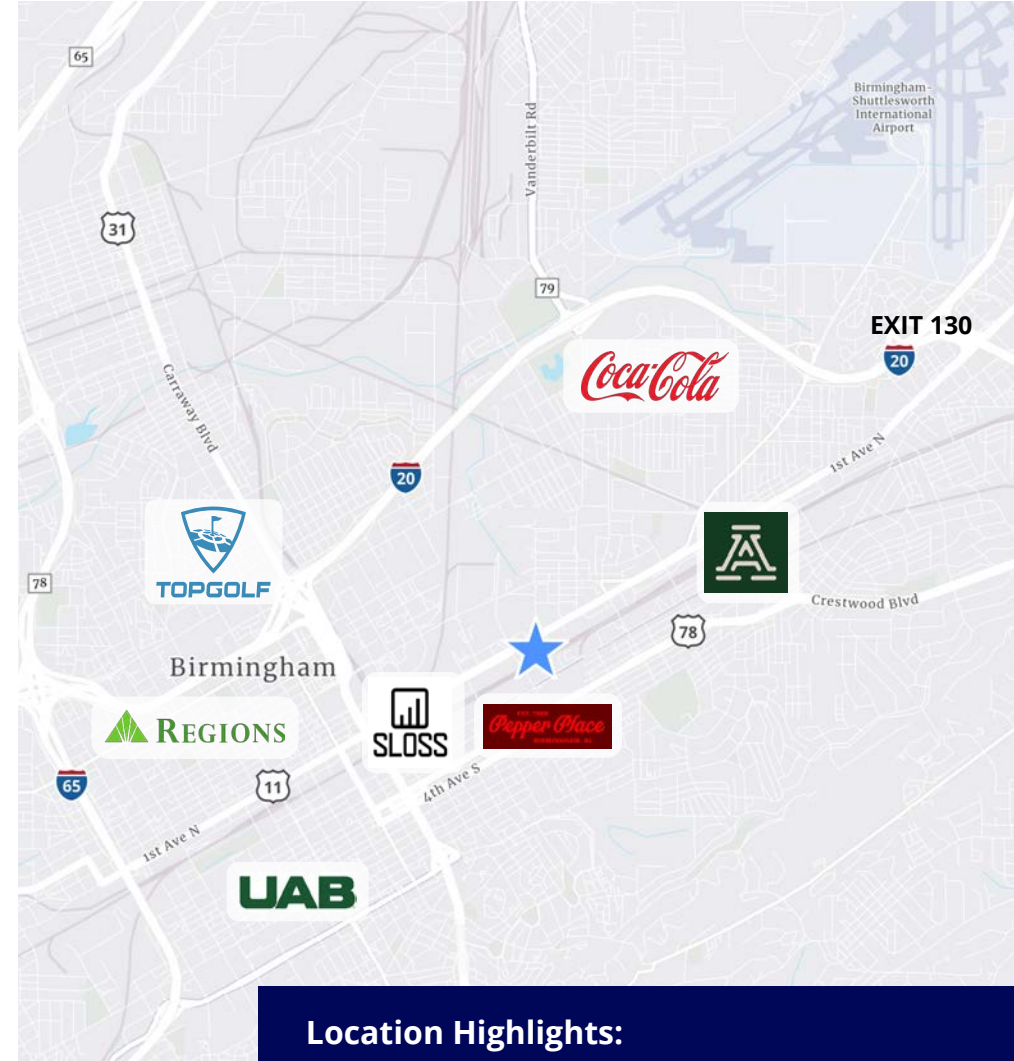 65
Birmingham-
Shuttlesworth
International
Airport
Vanderbilt Rd
31
79
EXIT 130
20
Coca-Cola
Carraway Blvd
1st Ave N
20
TOPGOLF
A
78
Crestwood Blvd
78
Birmingham
REGIONS
SLOSS
Pepper Place
65
11
4th Ave S
1st Ave N
UAB
Location Highlights: